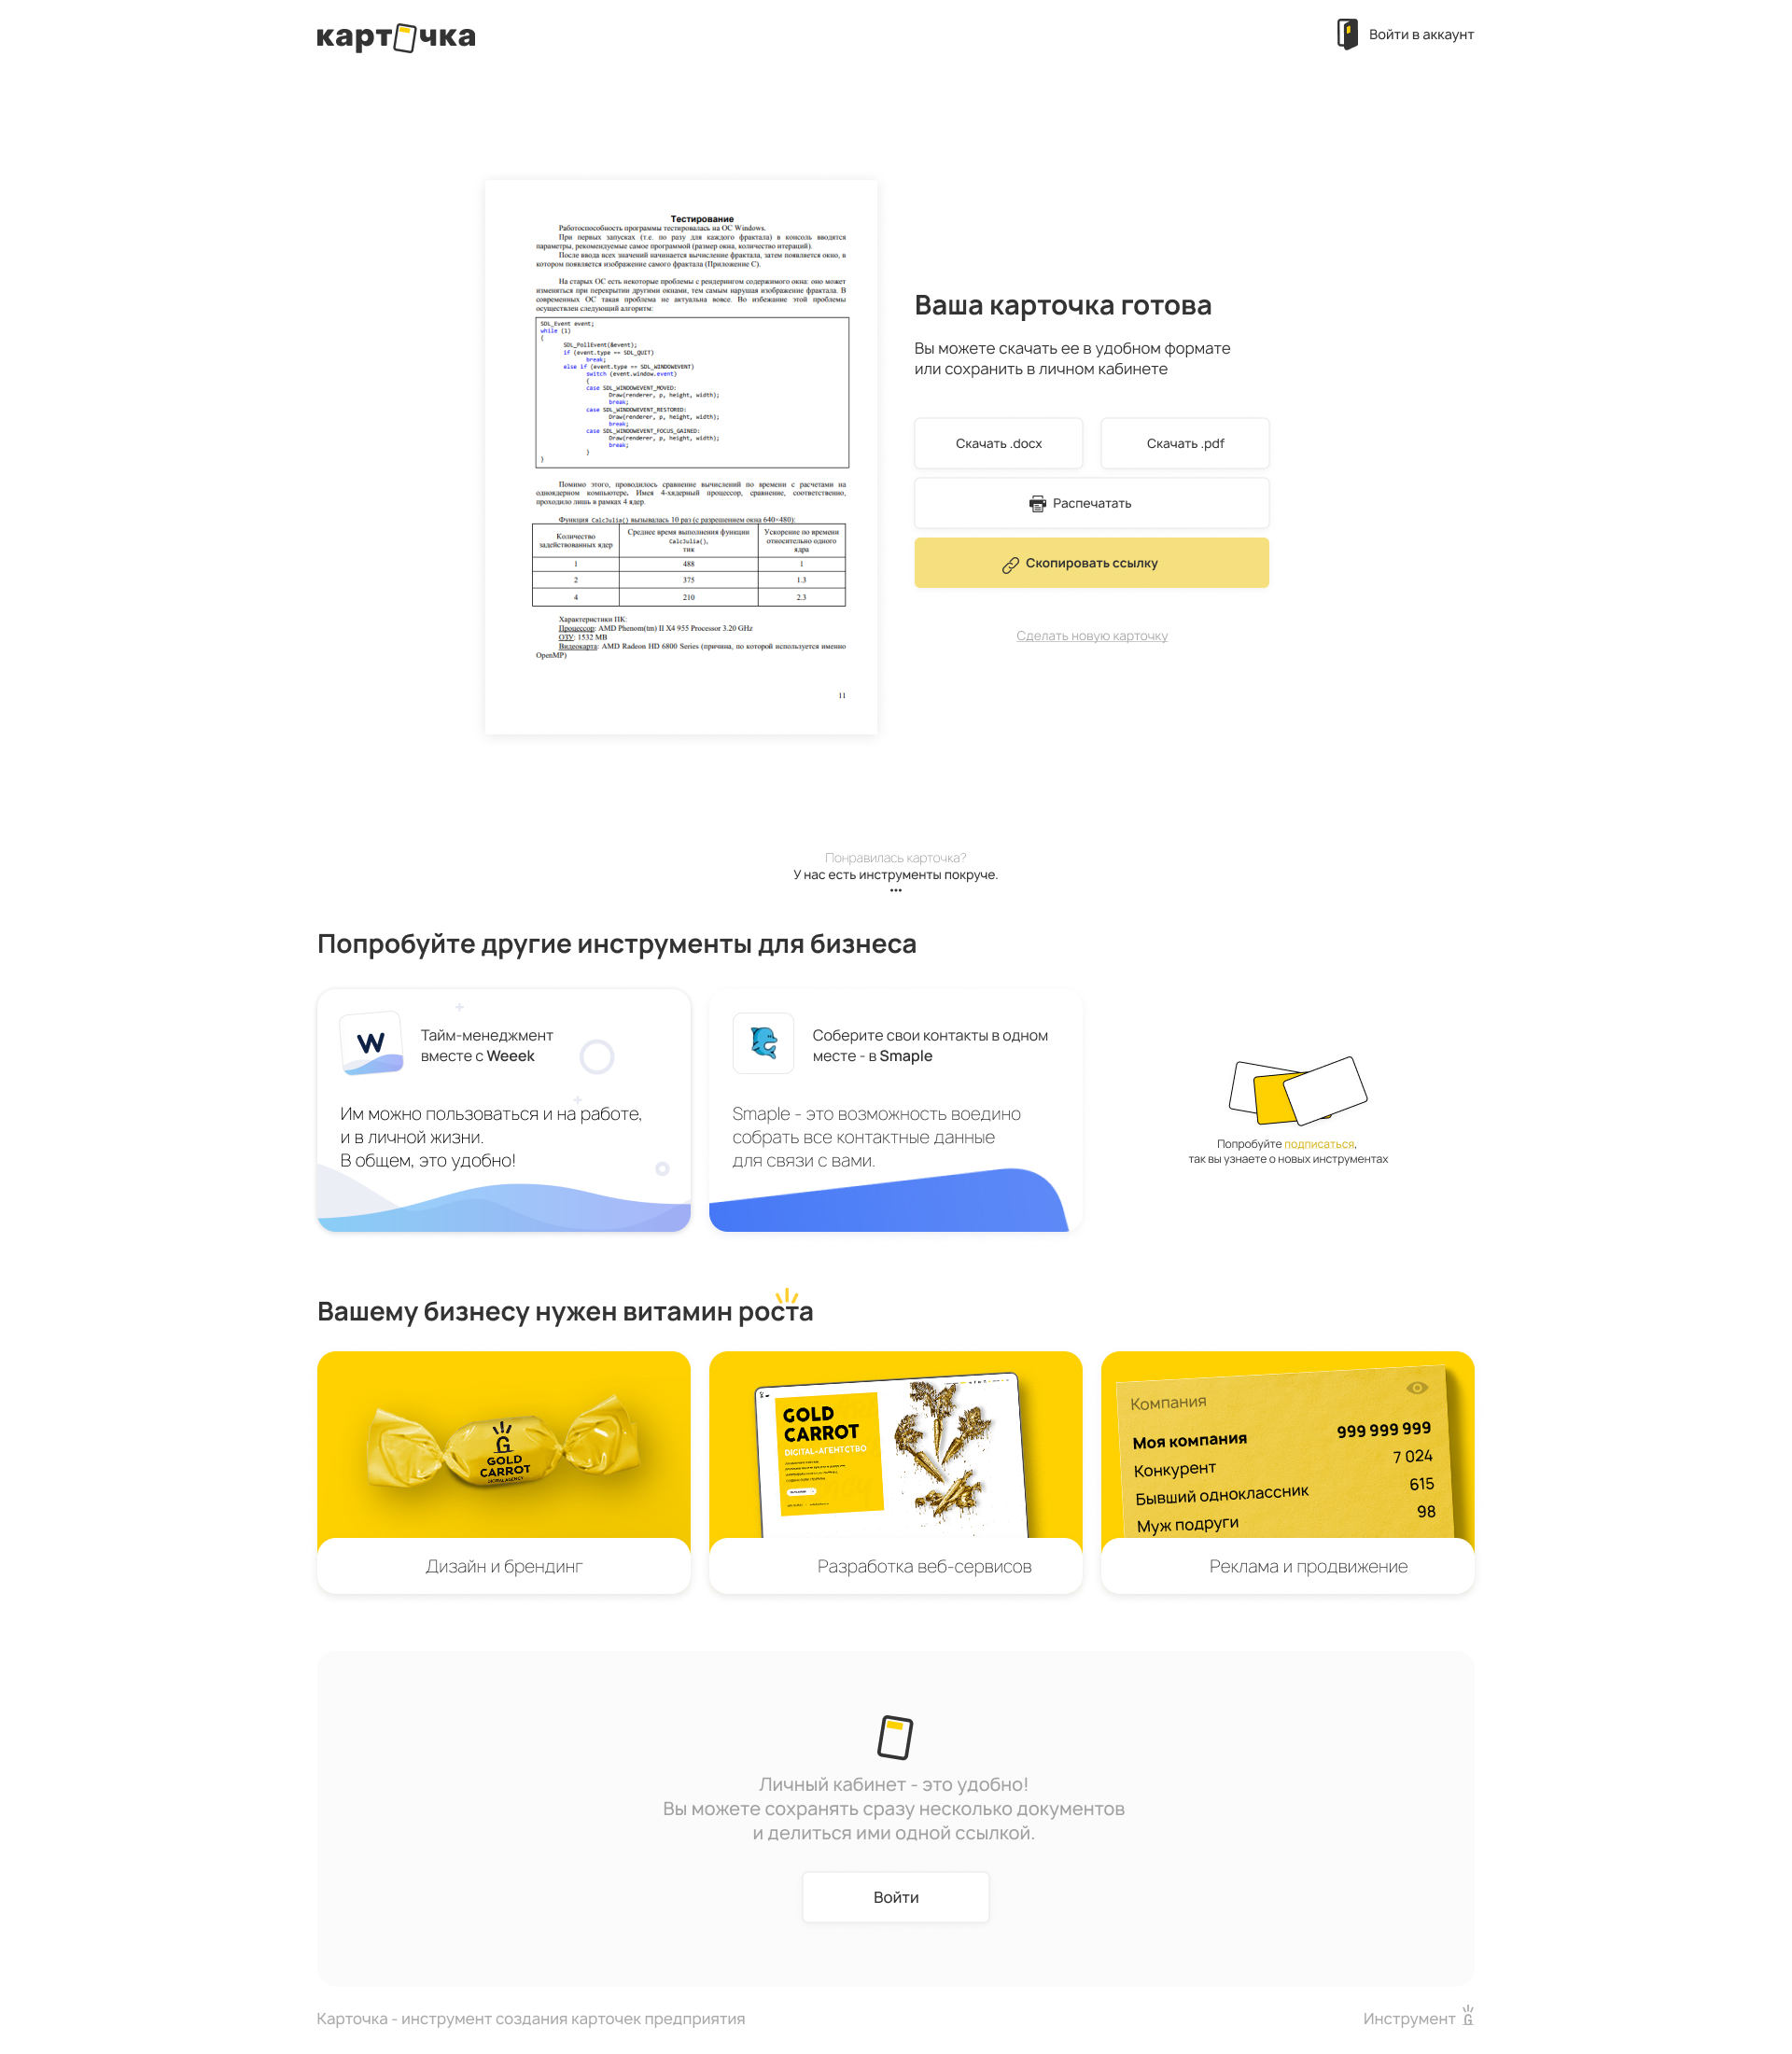 карточка
Войти в аккаунт
Тестирование
Работоспособность программы тестировалась на ОС Windows.
При первых запусках (т.е. по разу для каждого фрактала) в консоль вводятся
параметры, рекомендуемые самое программой (размер окна, количество итераций).
После ввода всех значений начинается вычисление фрактала, затем появляется окно, в
котором появляется изображение самого фрактала (Приложение С).
На старых ОС есть некоторые проблемы с рендерингом содержимого окна: оно может
изменяться при перекрытии другими окнами, тем самым нарушая изображение фрактала. В
современных ОС такая проблема не актуальна вовсе. Во избежание этой проблемы
осуществлен следующий алгоритм:
SDL_Event event;
while (1)
{
SDL_PollEvent(&event);
if (event.type == SDL_QUIT)
break;
else if (event.type == SDL_WINDOWEVENT)
switch (event.window.event)
{
case SDL_WINDOWEVENT_MOVED:
Draw(renderer, p, height, width);
break;
case SDL_WINDOWEVENT_RESTORED:
Draw(renderer, p, height, width);
break;
case SDL_WINDOWEVENT_FOCUS_GAINED:
Draw(renderer, p, height, width);
break;
}
}
Помимо этого, проводилось сравнение вычислений по времени с расчетами на
одноядерном компьютере. Имея 4-хядерный процессор, сравнение, соответственно,
проходило лишь в рамках 4 ядер.
Функция CalcJulia() вызывалась 10 раз (с разрешением окна 640×480):
Количество задействованных ядер
Среднее время выполнения функции CalcJulia(), тик
Ускорение по времени относительно одного ядра
1 488 1
2 375 1.3
4 210 2.3
Характеристики ПК:
Процессор: AMD Phenom(tm) II X4 955 Processor 3.20 GHz
ОЗУ: 1532 MB
Видеокарта: AMD Radeon HD 6800 Series (причина, по которой используется именно
OpenMP)
11
Ваша карточка готова
Вы можете скачать ее в удобном формате
или сохранить в личном кабинете
Скачать .docx
Скачать .pdf
Распечатать
Скопировать ссылку
Сделать новую карточку
Понравилась карточка?
У нас есть инструменты покруче.
•••
Попробуйте другие инструменты для бизнеса
W
Тайм-менеджмент
вместе с Weeek
Им можно пользоваться и на работе,
и в личной жизни.
В общем, это удобно!
Соберите свои контакты в одном
месте - в Smaple
Smaple - это возможность воедино
собрать все контактные данные
для связи с вами.
Попробуйте подписаться,
так вы узнаете о новых инструментах
Вашему бизнесу нужен витамин роста
G
GOLD
CARROT
DIGITAL AGENCY
Дизайн и брендинг
GOLD
CARROT
DIGITAL-АГЕНТСТВО
Разработка веб-сервисов
Компания
Моя компания 999 999 999
Конкурент 7 024
Бывший одноклассник 615
Муж подруги 98
Реклама и продвижение
Личный кабинет - это удобно!
Вы можете сохранять сразу несколько документов
и делиться ими одной ссылкой.
Войти
Карточка - инструмент создания карточек предприятия
Инструмент G